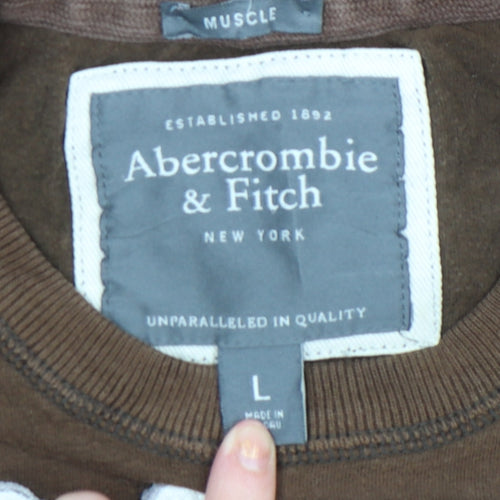 MUSCLE
ESTABLISHED 1892
Abercrombie
& Fitch
NEW YORK
UNPARALLELED IN QUALITY
L
MADE IN